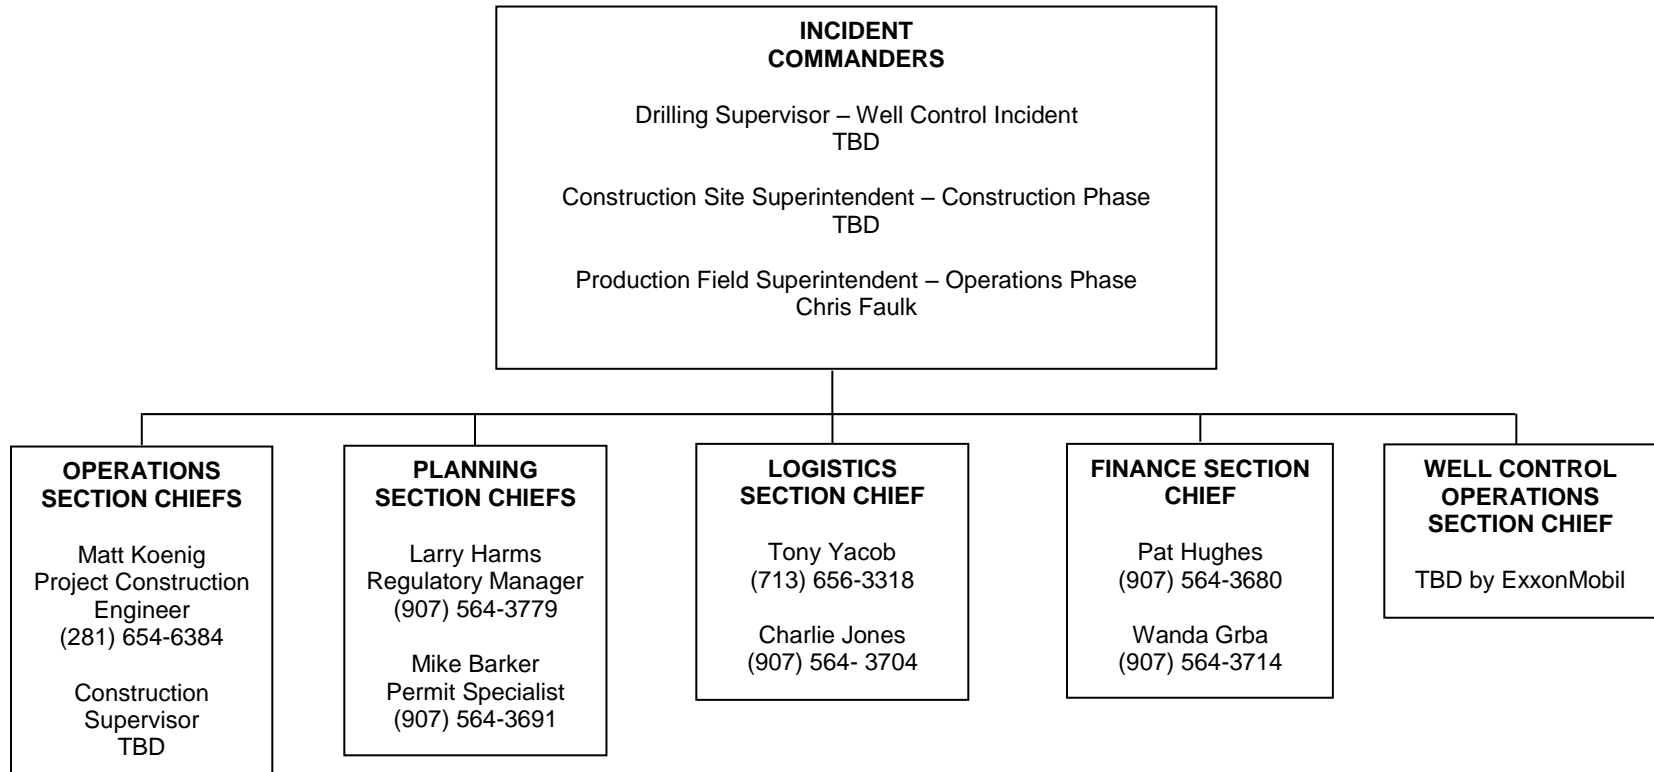 INCIDENT
COMMANDERS
Drilling Supervisor – Well Control Incident
TBD
Construction Site Superintendent – Construction Phase
TBD
Production Field Superintendent – Operations Phase
Chris Faulk
OPERATIONS
SECTION CHIEFS
Matt Koenig
Project Construction
Engineer
(281) 654-6384
Construction
Supervisor
TBD
PLANNING
SECTION CHIEFS
Larry Harms
Regulatory Manager
(907) 564-3779
Mike Barker
Permit Specialist
(907) 564-3691
LOGISTICS
SECTION CHIEF
Tony Yacob
(713) 656-3318
Charlie Jones
(907) 564- 3704
FINANCE SECTION
CHIEF
Pat Hughes
(907) 564-3680
Wanda Grba
(907) 564-3714
WELL CONTROL
OPERATIONS
SECTION CHIEF
TBD by ExxonMobil